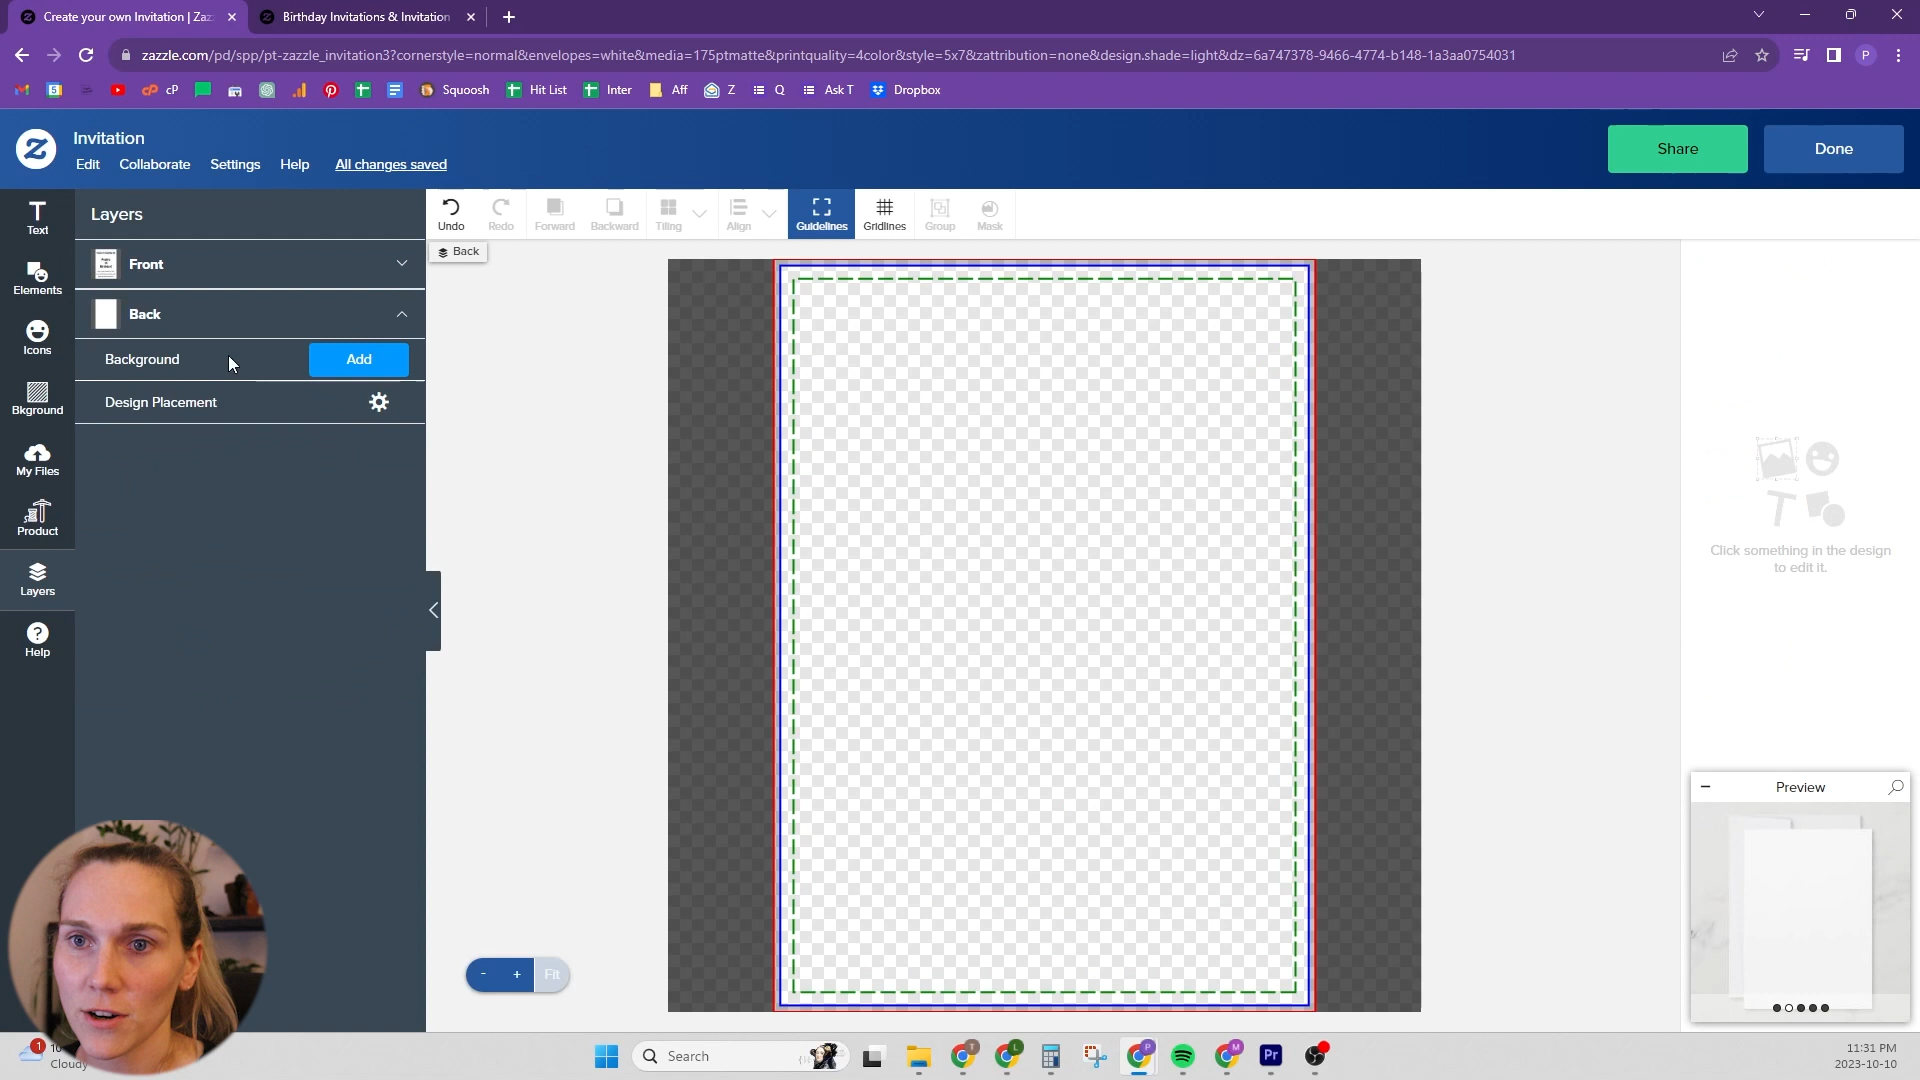 Create your own Invitation | Zaz
Birthday Invitations & Invitation
zazzle.com/pd/spp/pt-zazzle_invitation3?cornerstyle=normal&envelopes=white&media=175ptmatte&printquality=4color&style=5x7&zattribution=none&design.shade=light&dz=6a747378-9466-4774-b148-1a3aa0754031
P
5
cP
Squoosh
Hit List
Inter
Aff
Z
Q
Ask T
Dropbox
Invitation
Edit
Collaborate
Settings
Help
All changes saved
Share
Done
Text
Elements
Icons
Bkground
My Files
Product
Layers
Help
Layers
Front
Back
Background
Add
Design Placement
Undo
Redo
Forward
Backward
Tiling
Align
Guidelines
Gridlines
Group
Mask
Back
Click something in the design
to edit it.
Preview
- + Fit
1
Cloudy
Search
T
L
P
M
Pr
11:31 PM
2023-10-10